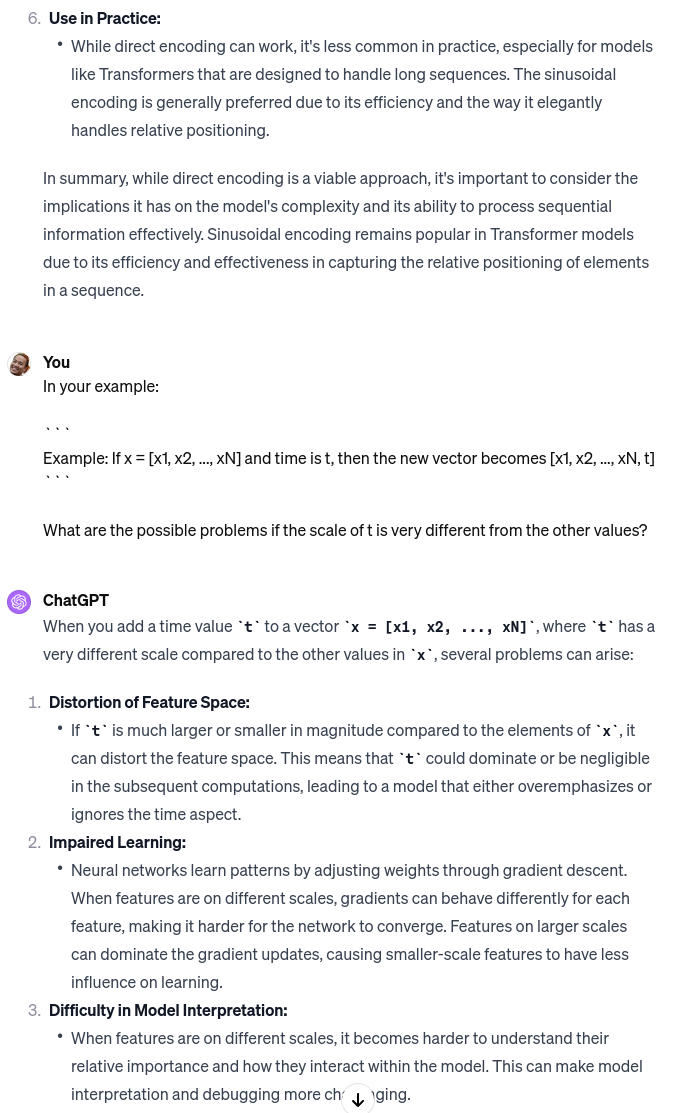 6. Use in Practice:
• While direct encoding can work, it's less common in practice, especially for models
like Transformers that are designed to handle long sequences. The sinusoidal
encoding is generally preferred due to its efficiency and the way it elegantly
handles relative positioning.
In summary, while direct encoding is a viable approach, it's important to consider the
implications it has on the model's complexity and its ability to process sequential
information effectively. Sinusoidal encoding remains popular in Transformer models
due to its efficiency and effectiveness in capturing the relative positioning of elements
in a sequence.
You
In your example:
```
Example: If x = [x1, x2, ..., xN] and time is t, then the new vector becomes [x1, x2, ..., xN, t]
```
What are the possible problems if the scale of t is very different from the other values?
ChatGPT
When you add a time value `t` to a vector `x = [x1, x2, ..., xN]`, where `t` has a
very different scale compared to the other values in `x`, several problems can arise:
1. Distortion of Feature Space:
• If `t` is much larger or smaller in magnitude compared to the elements of `x`, it
can distort the feature space. This means that `t` could dominate or be negligible
in the subsequent computations, leading to a model that either overemphasizes or
ignores the time aspect.
2. Impaired Learning:
• Neural networks learn patterns by adjusting weights through gradient descent.
When features are on different scales, gradients can behave differently for each
feature, making it harder for the network to converge. Features on larger scales
can dominate the gradient updates, causing smaller-scale features to have less
influence on learning.
3. Difficulty in Model Interpretation:
• When features are on different scales, it becomes harder to understand their
relative importance and how they interact within the model. This can make model
interpretation and debugging more